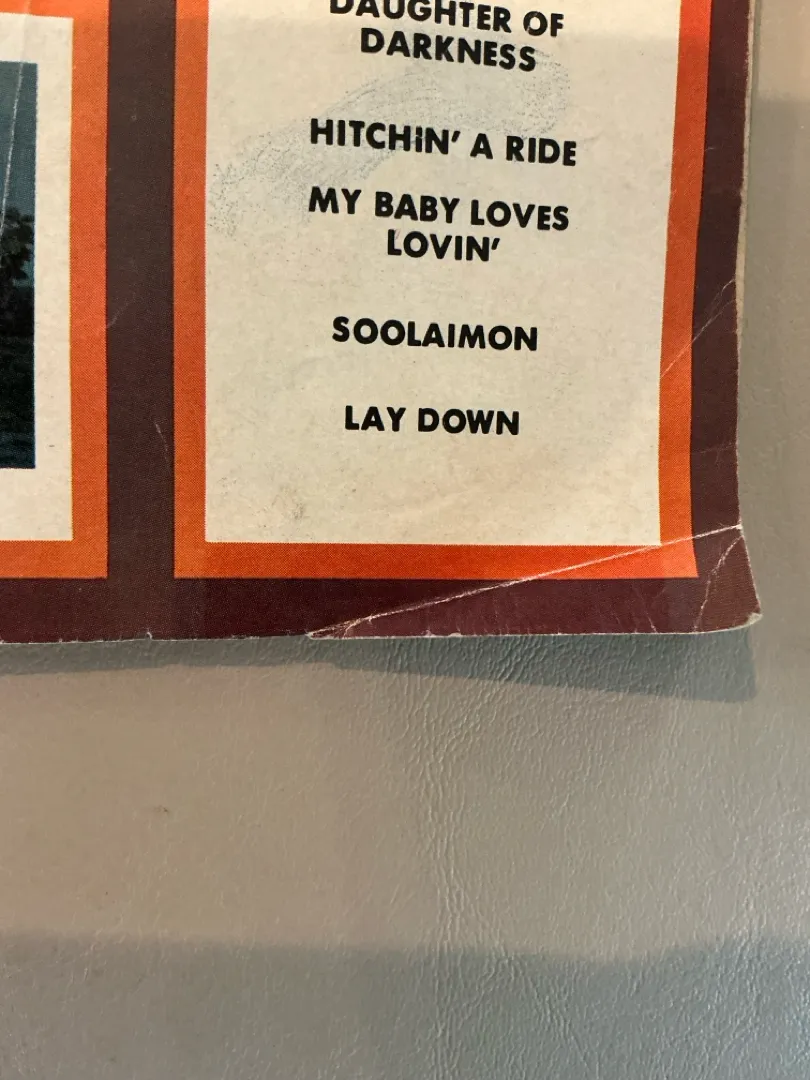 DAUGHTER OF
DARKNESS
HITCHIN' A RIDE
MY BABY LOVES
LOVIN'
SOOLAIMON
LAY DOWN